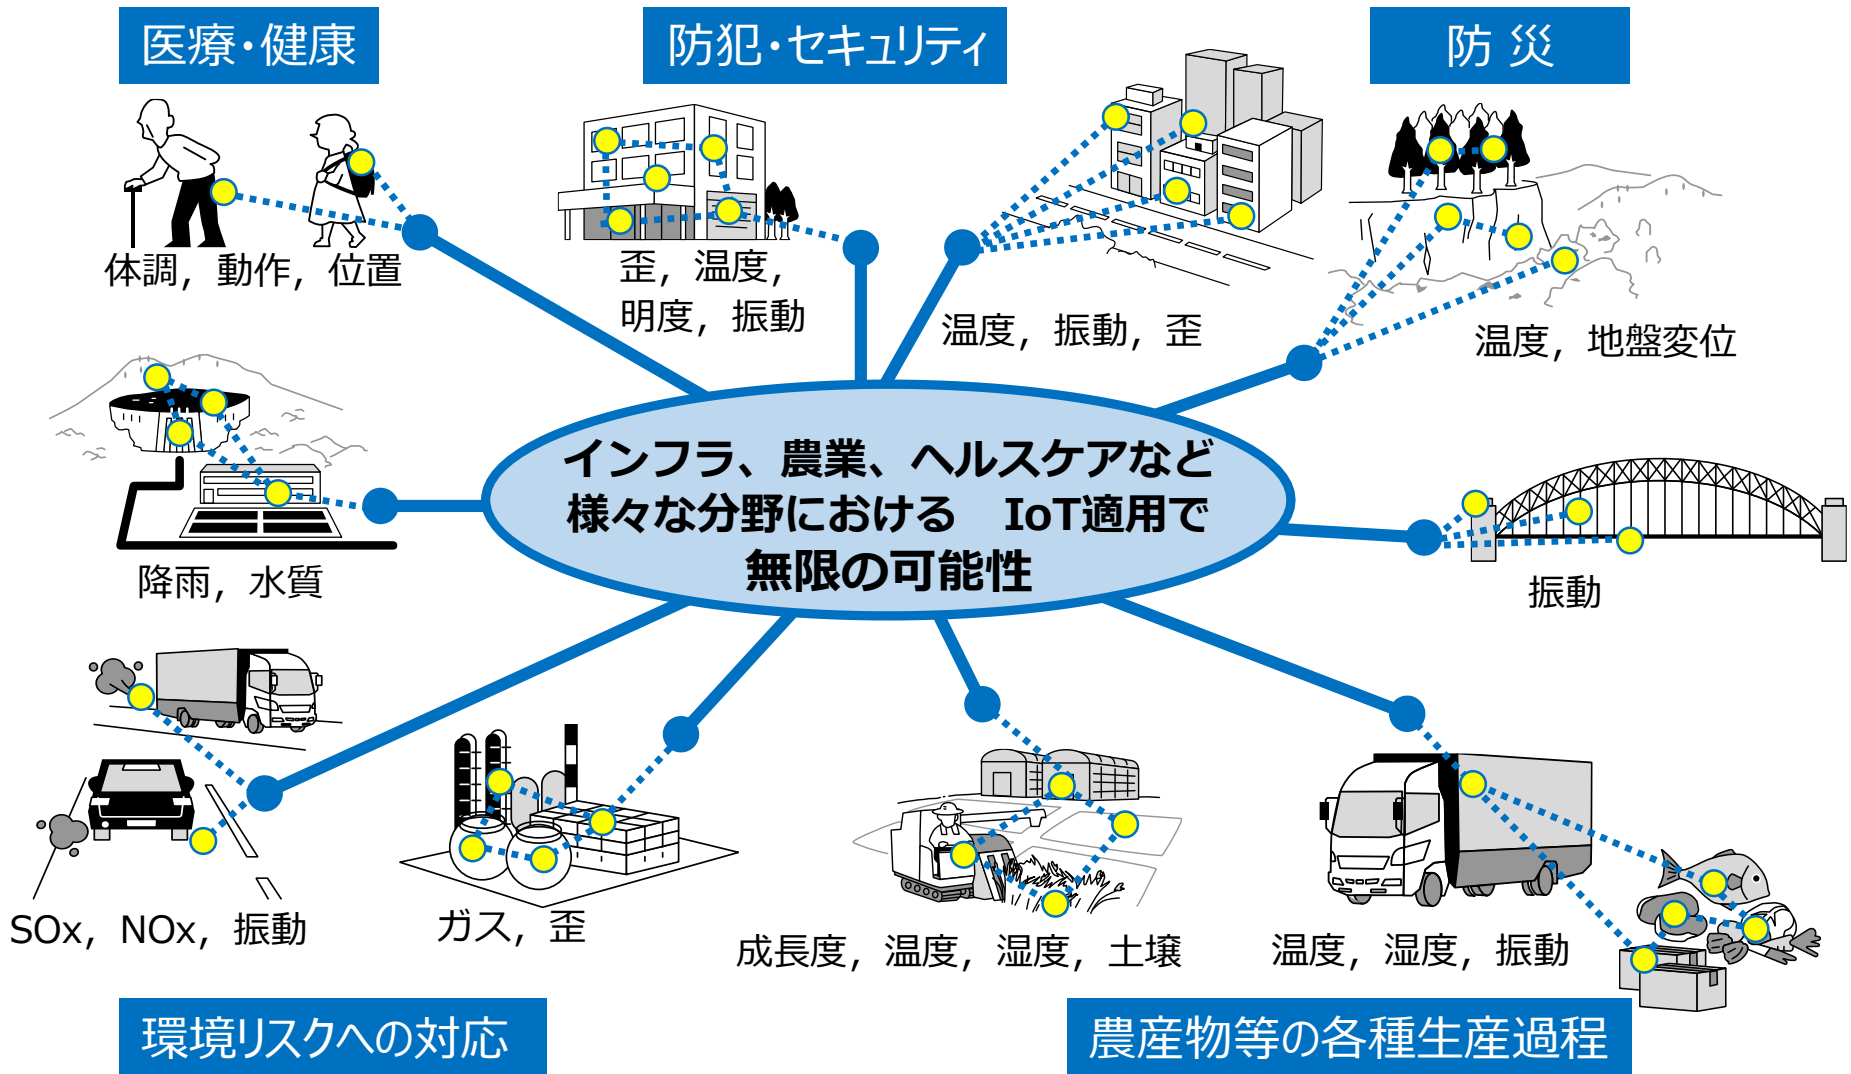 医療・健康
防犯・セキュリティ
防 災
体調，動作，位置
歪，温度，
明度，振動
温度，振動，歪
温度，地盤変位
インフラ、農業、ヘルスケアなど
様々な分野における　IoT適用で
無限の可能性
降雨，水質
振動
SOx，NOx，振動
ガス，歪
成長度，温度，湿度，土壌
温度，湿度，振動
環境リスクへの対応
農産物等の各種生産過程